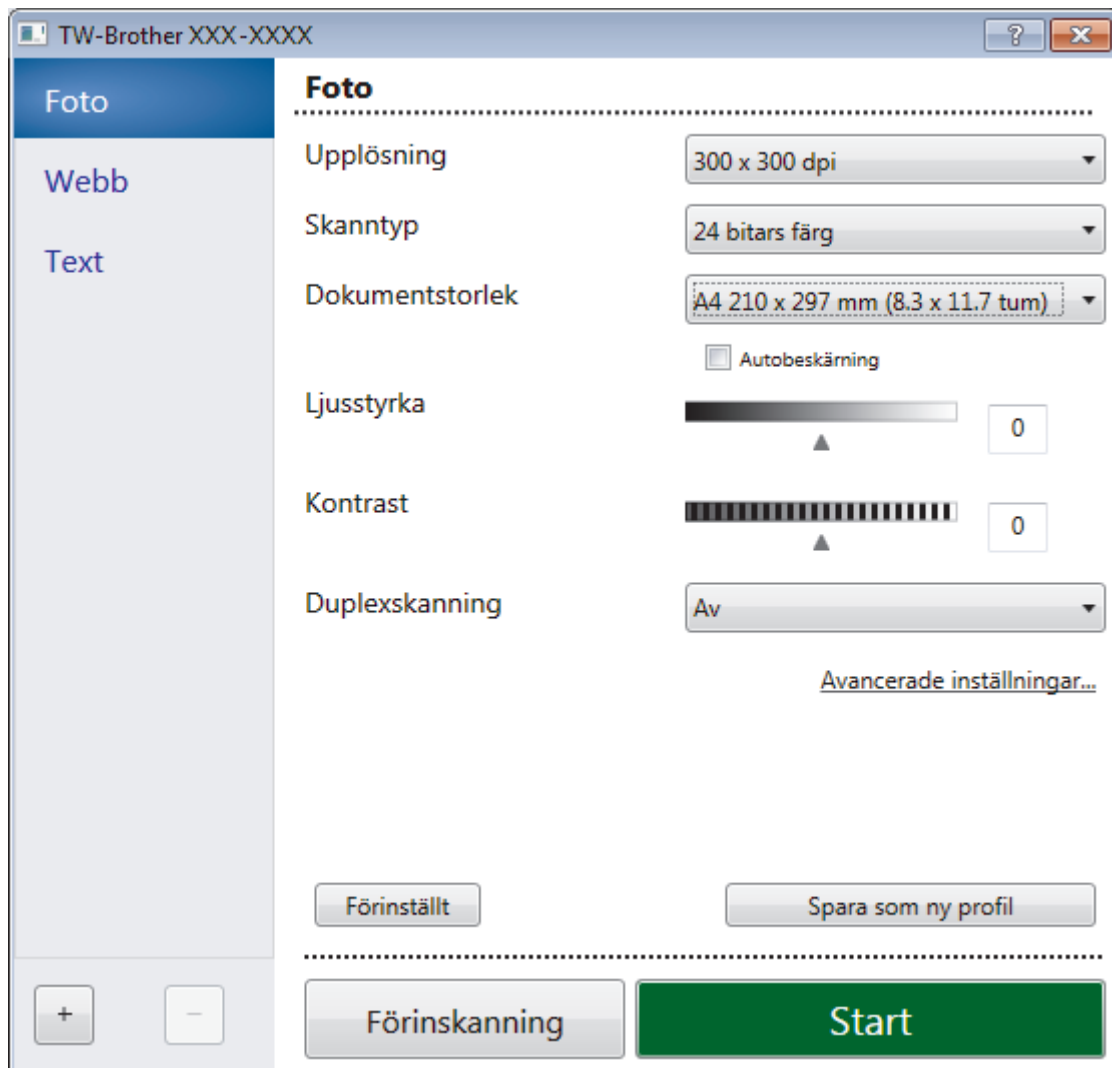 TW-Brother XXX-XXXX
Foto
Webb
Text
Foto
Upplösning
300 x 300 dpi
Skanntyp
24 bitars färg
Dokumentstorlek
A4 210 x 297 mm (8.3 x 11.7 tum)
Autobeskärning
Ljusstyrka
0
Kontrast
0
Duplexskanning
Av
Avancerade inställningar...
Förinställt
Spara som ny profil
+
−
Förinskanning
Start